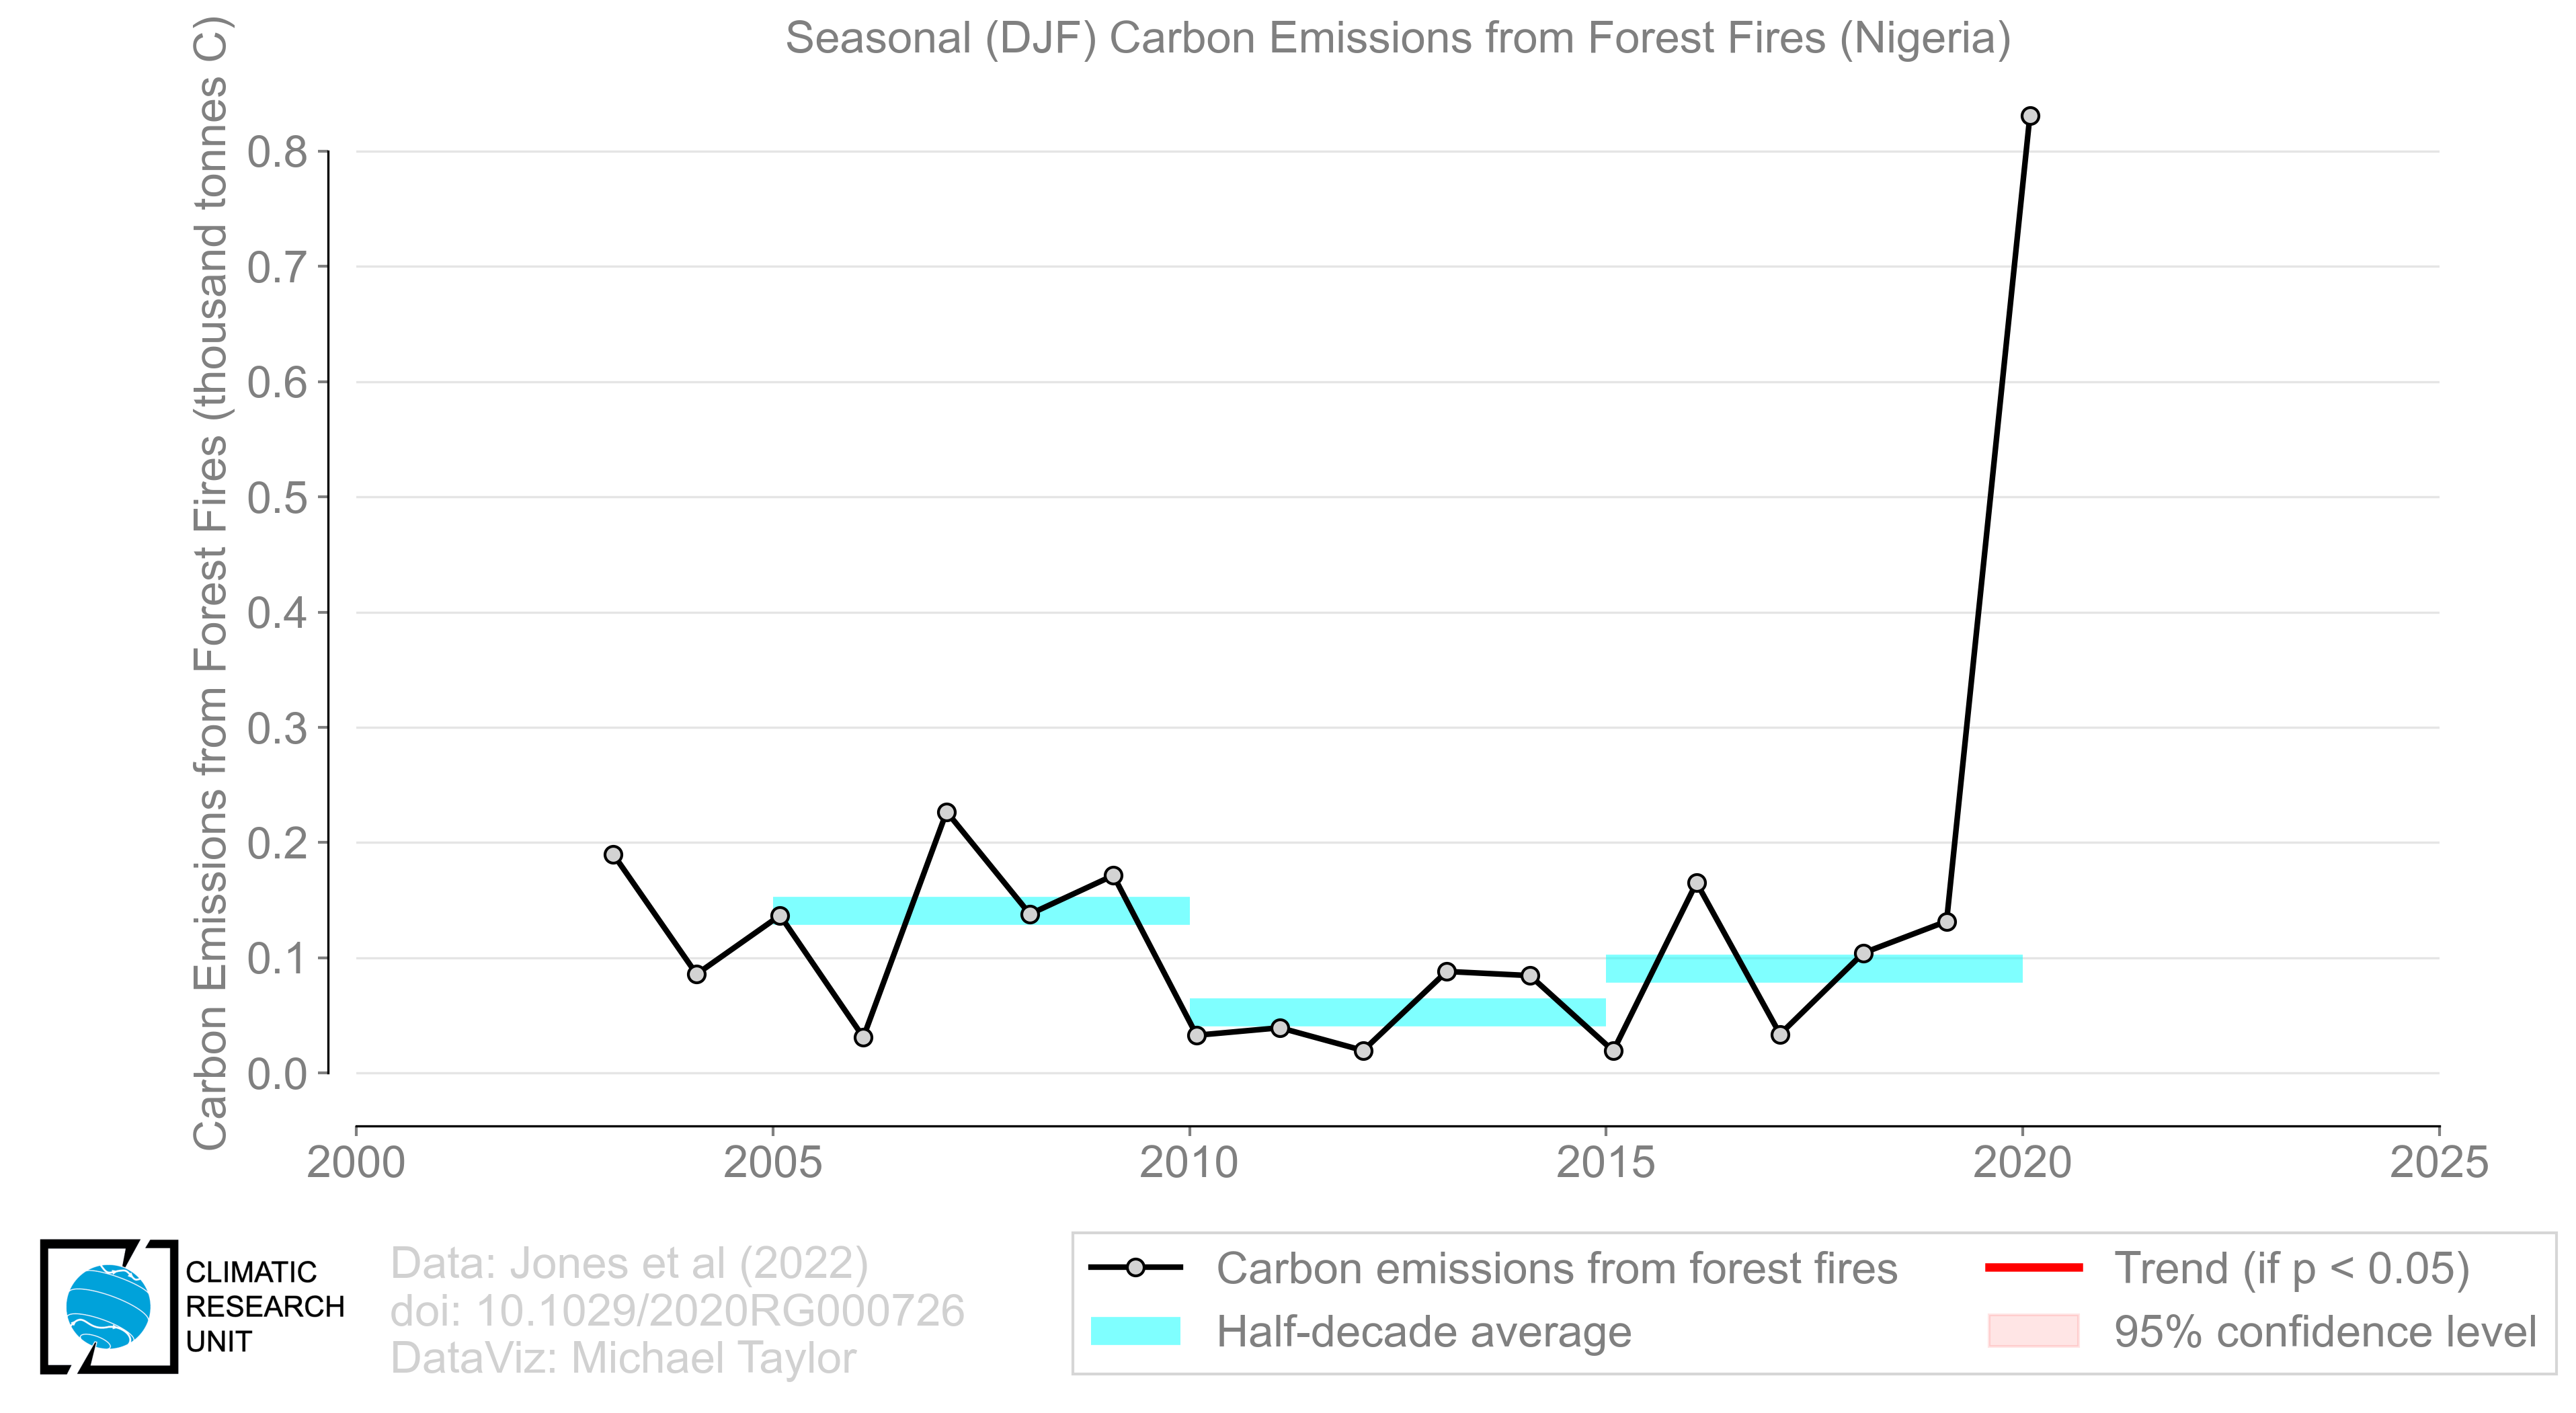 Seasonal (DJF) Carbon Emissions from Forest Fires (Nigeria)
Carbon Emissions from Forest Fires (thousand tonnes C)
0.8
0.7
0.6
0.5
0.4
0.3
0.2
0.1
0.0
2000 2005 2010 2015 2020 2025
CLIMATIC
RESEARCH
UNIT
Data: Jones et al (2022)
doi: 10.1029/2020RG000726
DataViz: Michael Taylor
Carbon emissions from forest fires
Half-decade average
Trend (if p < 0.05)
95% confidence level